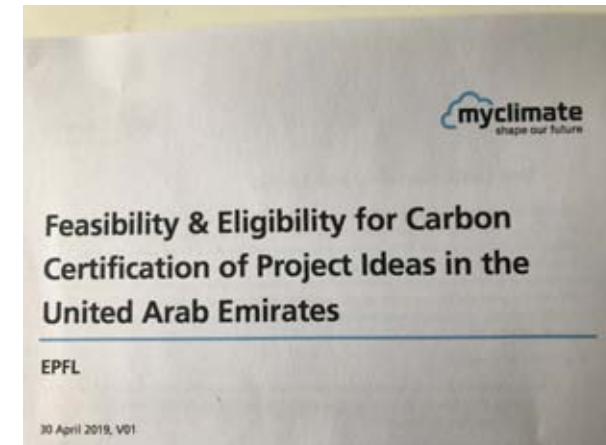 myclimate
shape our future
Feasibility & Eligibility for Carbon
Certification of Project Ideas in the
United Arab Emirates
EPFL
30 April 2019, V01